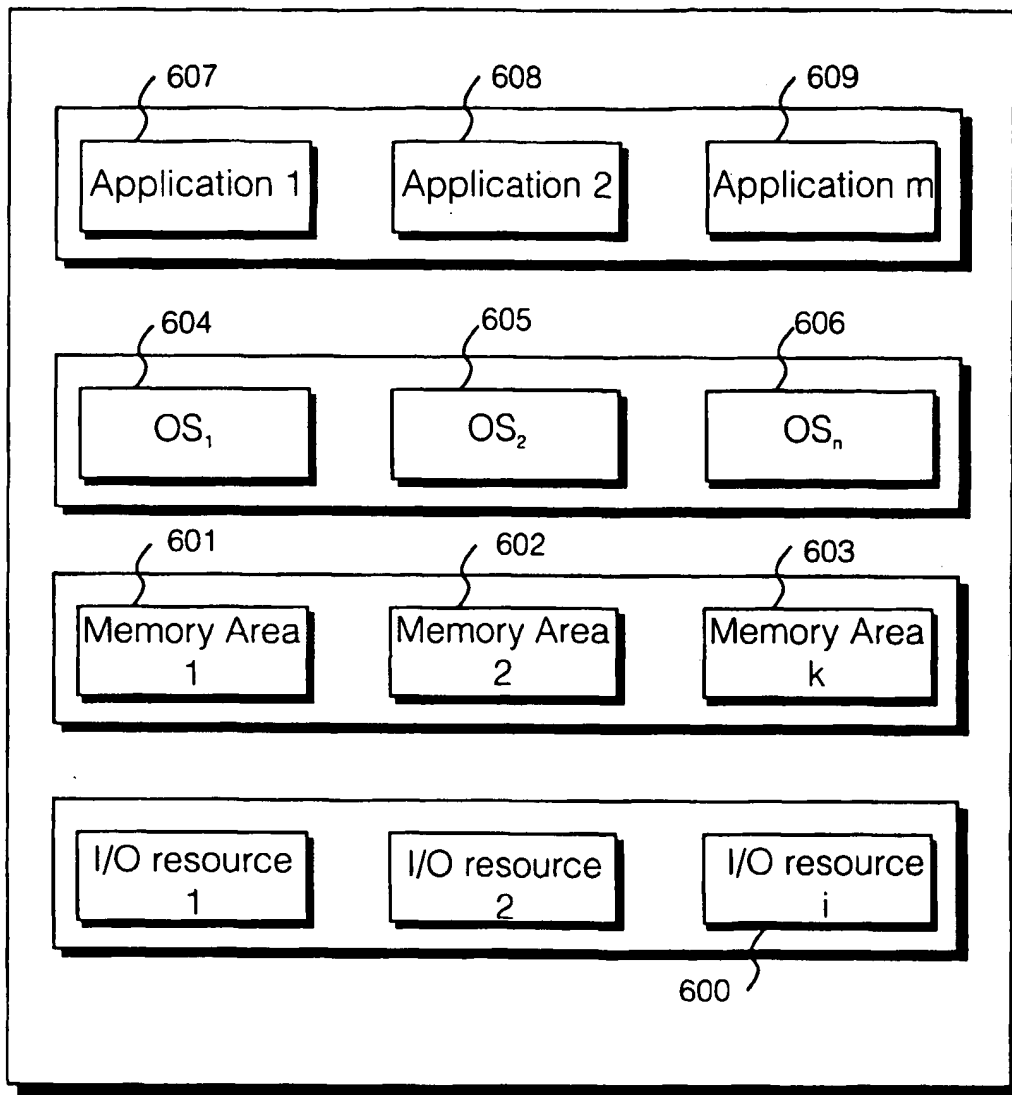 607 608 609
Application 1 Application 2 Application m
604 605 606
OS₁ OS₂ OSₙ
601 602 603
Memory Area Memory Area Memory Area
1 2 k
I/O resource I/O resource I/O resource
1 2 i
600